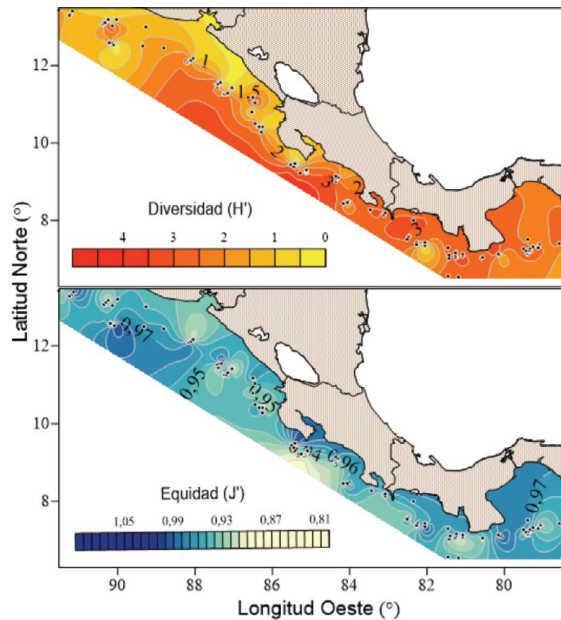 12
10
8
1
1.5
2
3
2
3
Diversidad (H')
4 3 2 1 0
Latitud Norte (°)
12
10
8
0,97
0,95
0,95
0,94
0,96
0,97
Equidad (J')
1,05 0,99 0,93 0,87 0,81
90 88 86 84 82 80
Longitud Oeste (°)